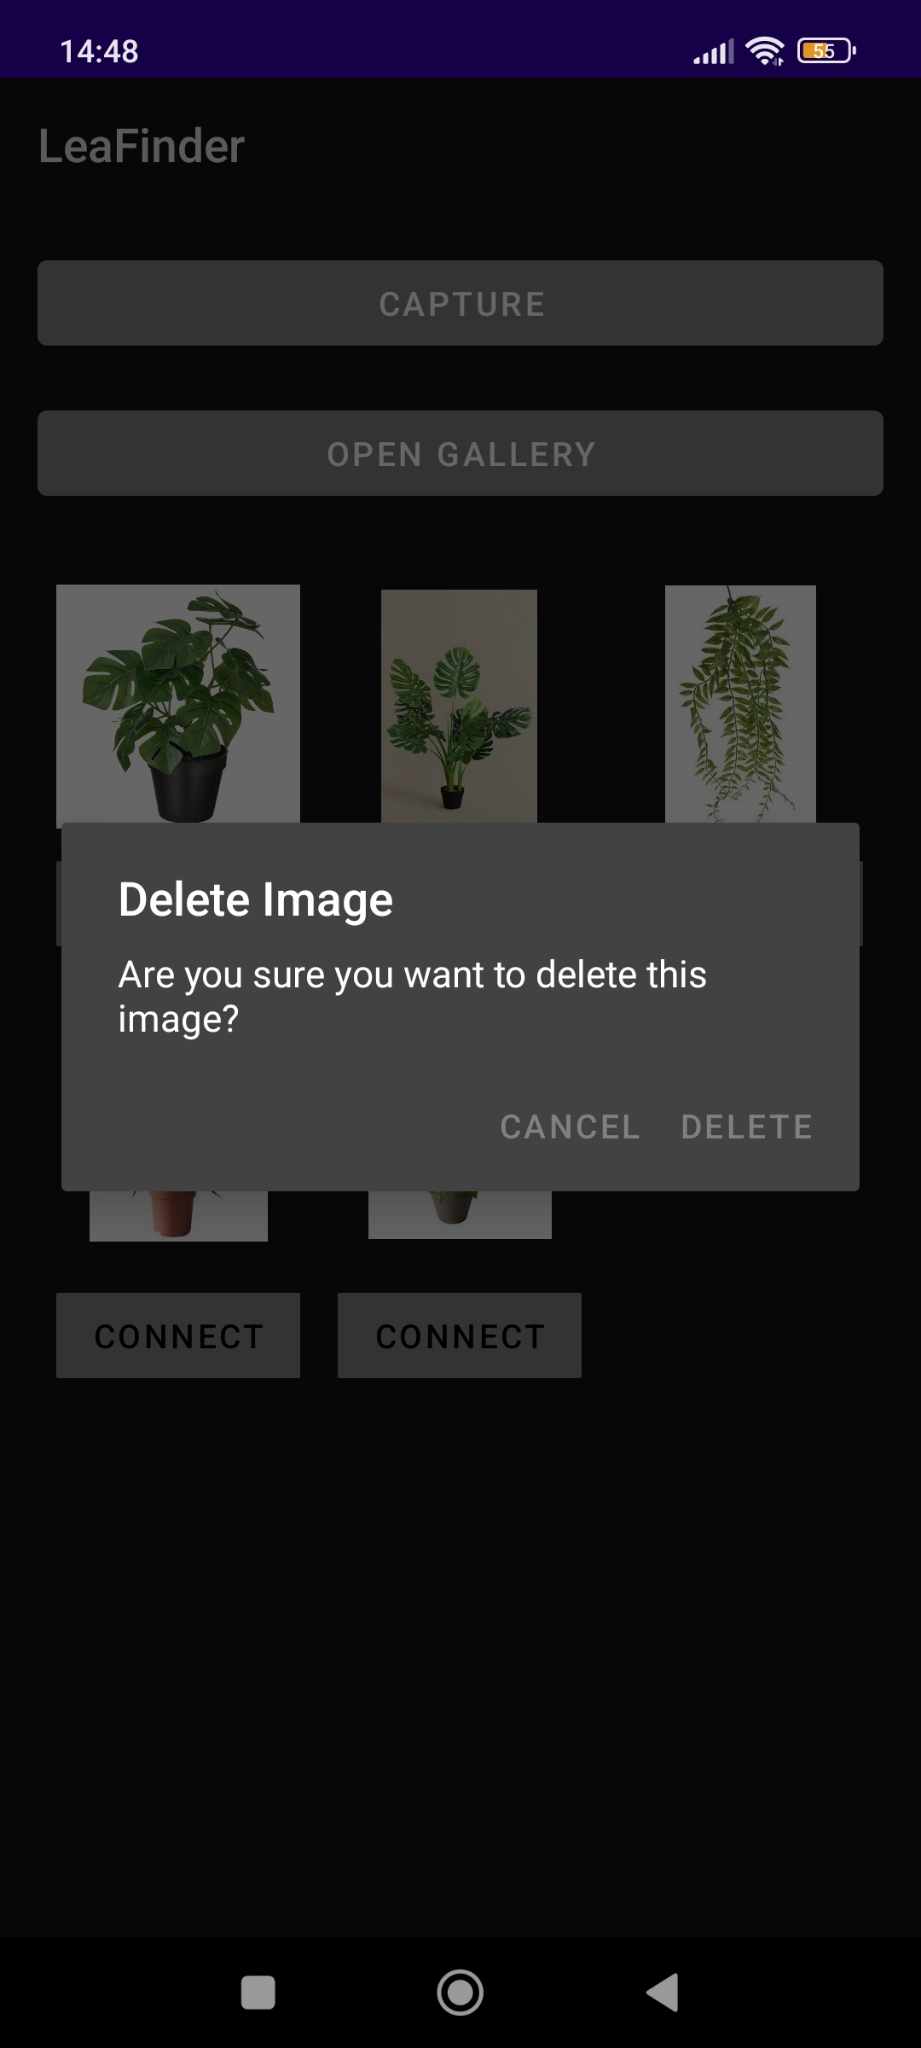 14:48
55
LeaFinder
CAPTURE
OPEN GALLERY
Delete Image
Are you sure you want to delete this
image?
CANCEL DELETE
CONNECT CONNECT